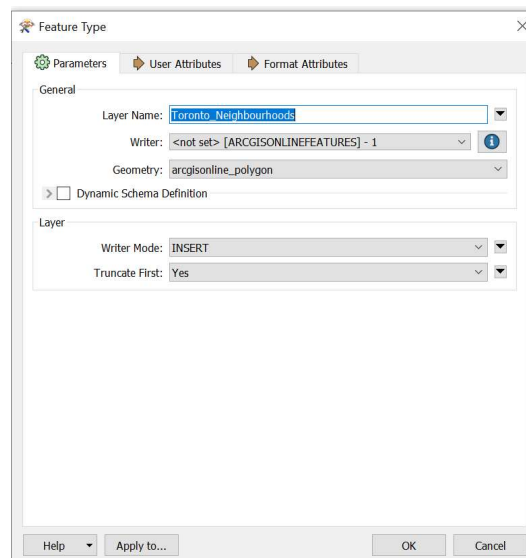 Feature Type
Parameters User Attributes Format Attributes
General
Layer Name: Toronto_Neighbourhoods
Writer: <not set> [ARCGISONLINEFEATURES] - 1
Geometry: arcgisonline_polygon
Dynamic Schema Definition
Layer
Writer Mode: INSERT
Truncate First: Yes
Help Apply to... OK Cancel